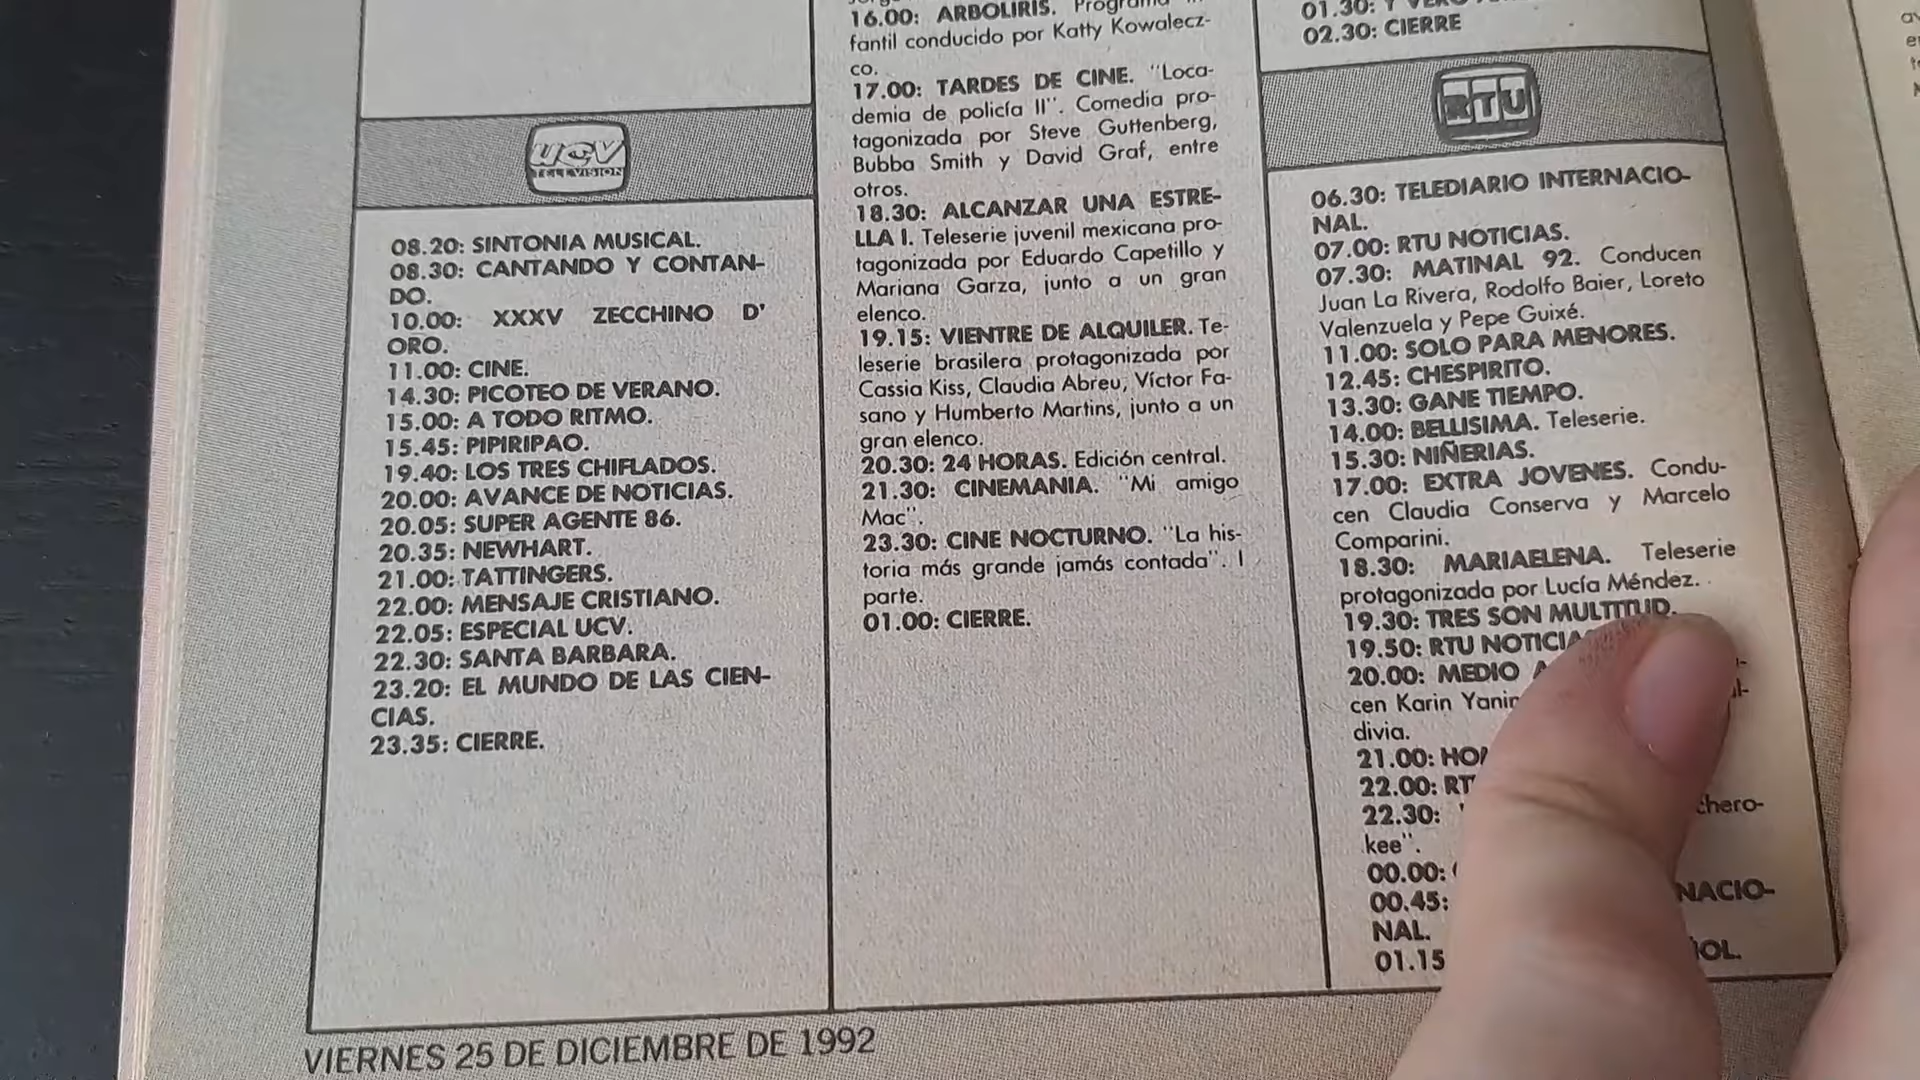 UCV
TELEVISION
08.20: SINTONIA MUSICAL.
08.30: CANTANDO Y CONTAN-
DO.
10.00: XXXV ZECCHINO D'
ORO.
11.00: CINE.
14.30: PICOTEO DE VERANO.
15.00: A TODO RITMO.
15.45: PIPIRIPAO.
19.40: LOS TRES CHIFLADOS.
20.00: AVANCE DE NOTICIAS.
20.05: SUPER AGENTE 86.
20.35: NEWHART.
21.00: TATTINGERS.
22.00: MENSAJE CRISTIANO.
22.05: ESPECIAL UCV.
22.30: SANTA BARBARA.
23.20: EL MUNDO DE LAS CIEN-
CIAS.
23.35: CIERRE.
16.00: ARBOLIRIS. Programa in-
fantil conducido por Katty Kowalecz-
co.
17.00: TARDES DE CINE. "Loca-
demia de policía II". Comedia pro-
tagonizada por Steve Guttenberg,
Bubba Smith y David Graf, entre
otros.
18.30: ALCANZAR UNA ESTRE-
LLA I. Teleserie juvenil mexicana pro-
tagonizada por Eduardo Capetillo y
Mariana Garza, junto a un gran
elenco.
19.15: VIENTRE DE ALQUILER. Te-
leserie brasilera protagonizada por
Cassia Kiss, Claudia Abreu, Víctor Fa-
sano y Humberto Martins, junto a un
gran elenco.
20.30: 24 HORAS. Edición central.
21.30: CINEMANIA. "Mi amigo
Mac".
23.30: CINE NOCTURNO. "La his-
toria más grande jamás contada". I
parte.
01.00: CIERRE.
01.30: Y
02.30: CIERRE
RTU
06.30: TELEDIARIO INTERNACIO-
NAL.
07.00: RTU NOTICIAS.
07.30: MATINAL 92. Conducen
Juan La Rivera, Rodolfo Baier, Loreto
Valenzuela y Pepe Guixé.
11.00: SOLO PARA MENORES.
12.45: CHESPIRITO.
13.30: GANE TIEMPO.
14.00: BELLISIMA. Teleserie.
15.30: NIÑERIAS.
17.00: EXTRA JOVENES. Condu-
cen Claudia Conserva y Marcelo
Comparini.
18.30: MARIAELENA. Teleserie
protagonizada por Lucía Méndez.
19.30: TRES SON MULTITUD.
19.50: RTU NOTICIA
20.00: MEDIO
cen Karin
divia.
21.00:
22.00:
22.30: chero-
kee".
00.00:
00.45: NACIO-
NAL.
01.15
VIERNES 25 DE DICIEMBRE DE 1992